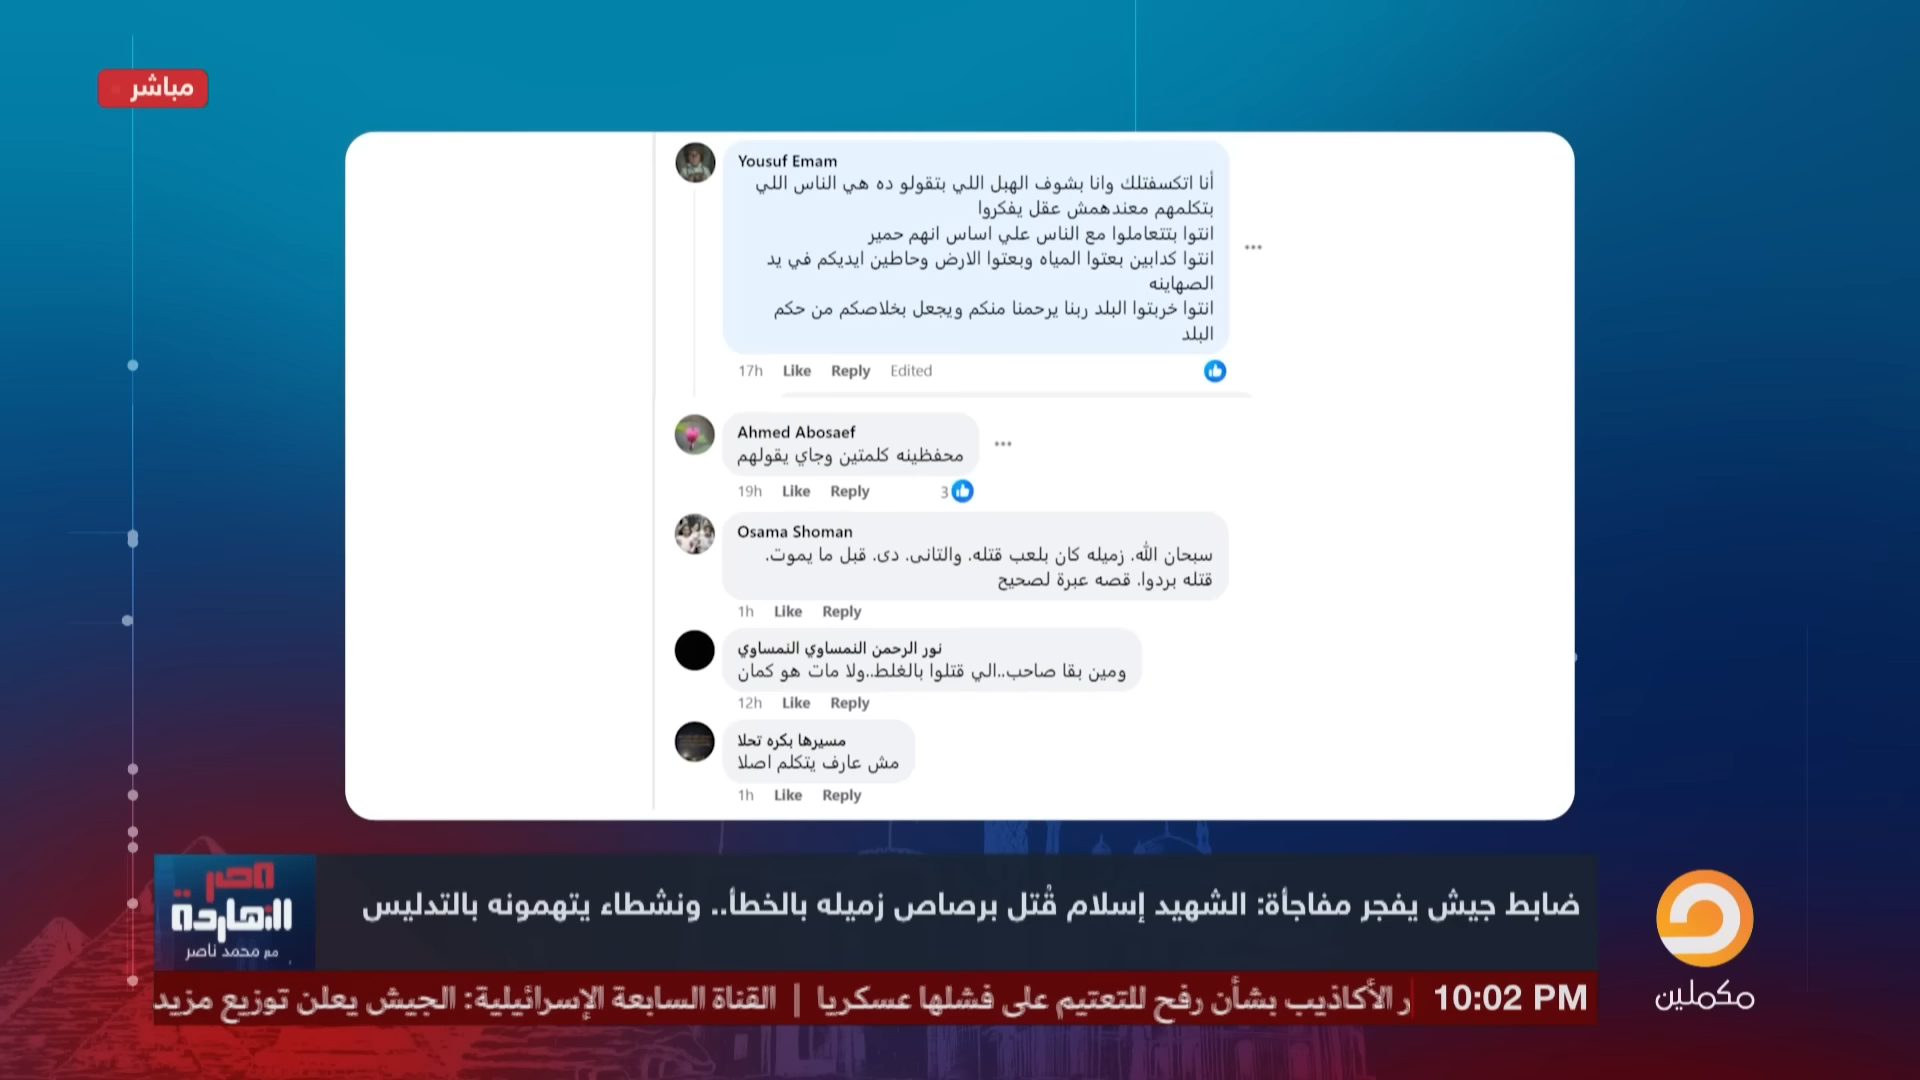 مباشر
Yousuf Emam
أنا اتكسفتلك وانا بشوف الهبل اللي بتقولو ده هي الناس اللي
بتكلمهم معندهمش عقل يفكروا
انتوا بتتعاملوا مع الناس علي اساس انهم حمير
انتوا كدابين بعتوا المياه وبعتوا الارض وحاطين ايديكم في يد
الصهاينه
انتوا خربتوا البلد ربنا يرحمنا منكم ويجعل بخلاصكم من حكم
البلد
17h Like Reply Edited
Ahmed Abosaef
محفظينه كلمتين وجاي يقولهم
19h Like Reply 3
Osama Shoman
سبحان الله. زميله كان بلعب قتله. والتانى. دى. قبل ما يموت.
قتله بردوا. قصه عبرة لصحيح
1h Like Reply
نور الرحمن النمساوي النمساوي
ومين بقا صاحب..الي قتلوا بالغلط..ولا مات هو كمان
12h Like Reply
مسيرها بكره تحلا
مش عارف يتكلم اصلا
1h Like Reply
ضابط جيش يفجر مفاجأة: الشهيد إسلام قُتل برصاص زميله بالخطأ.. ونشطاء يتهمونه بالتدليس
مصر
النهاردة
مع محمد ناصر
10:02 PM
ر الأكاذيب بشأن رفح للتعتيم على فشلها عسكريا | القناة السابعة الإسرائيلية: الجيش يعلن توزيع مزيد
مكملين